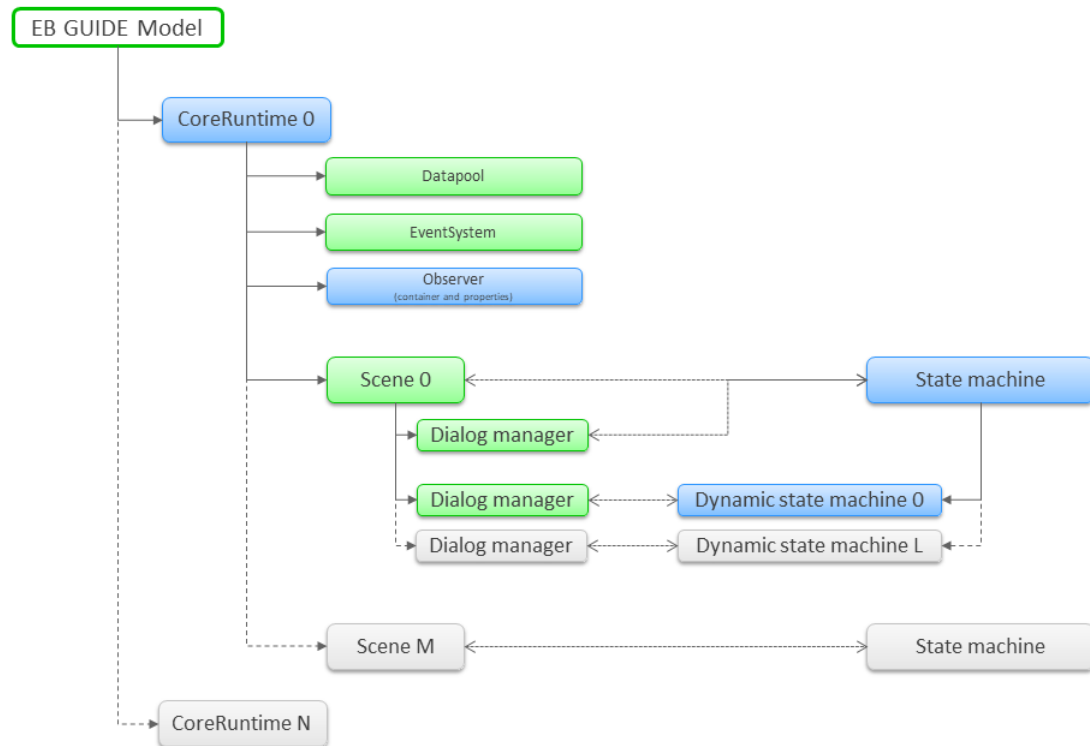 EB GUIDE Model
CoreRuntime 0
Datapool
EventSystem
Observer
(container and properties)
Scene 0
State machine
Dialog manager
Dialog manager
Dynamic state machine 0
Dialog manager
Dynamic state machine L
Scene M
State machine
CoreRuntime N